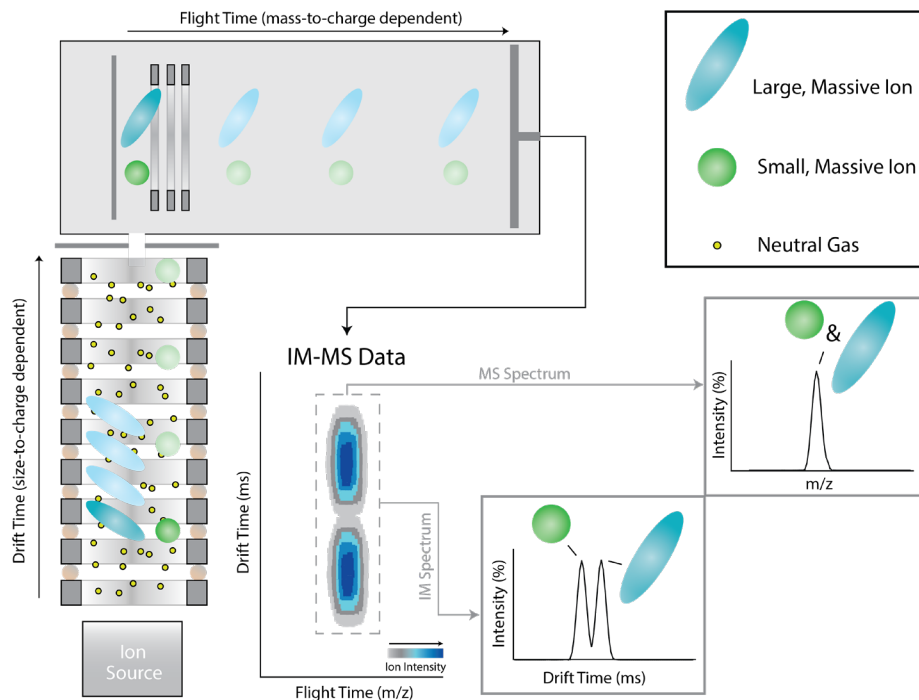 Flight Time (mass-to-charge dependent)
Large, Massive Ion
Small, Massive Ion
Neutral Gas
Drift Time (size-to-charge dependent)
Ion
Source
IM-MS Data
Drift Time (ms)
Flight Time (m/z)
Ion Intensity
MS Spectrum
IM Spectrum
&
Intensity (%)
m/z
Intensity (%)
Drift Time (ms)